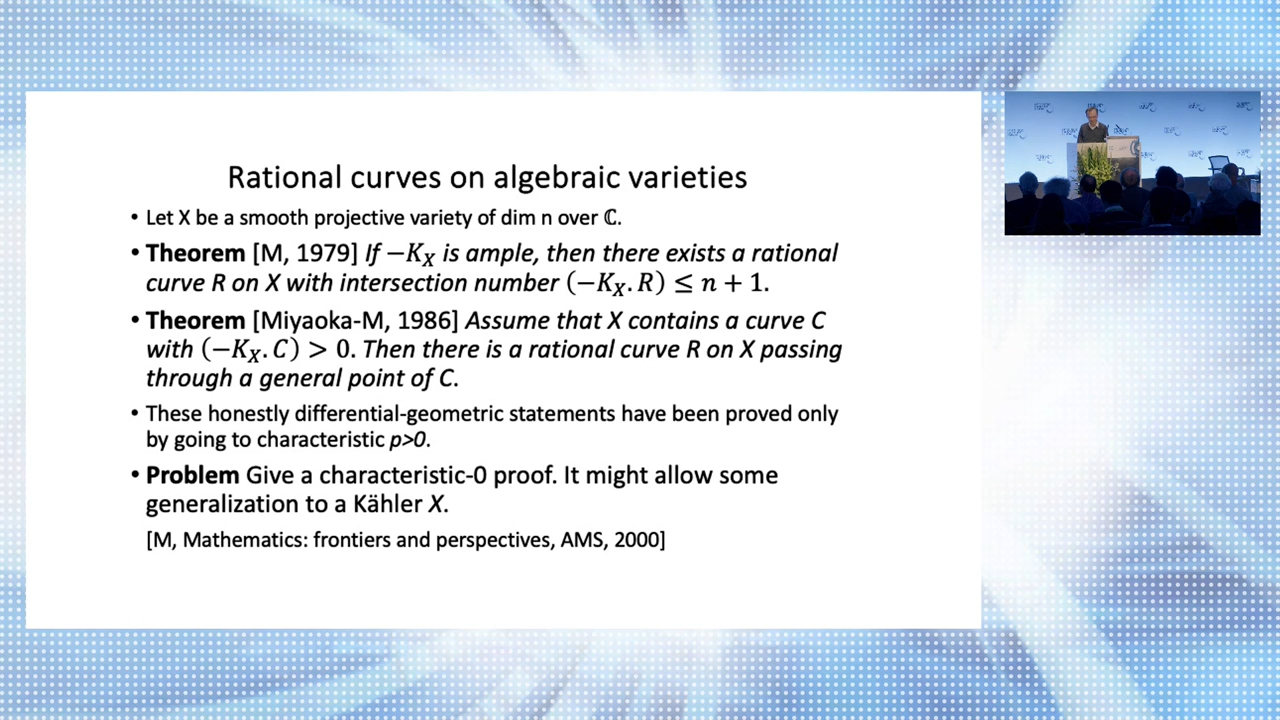 Rational curves on algebraic varieties
• Let X be a smooth projective variety of dim n over ℂ.
• Theorem [M, 1979] If −K_X is ample, then there exists a rational
curve R on X with intersection number (−K_X. R) ≤ n + 1.
• Theorem [Miyaoka-M, 1986] Assume that X contains a curve C
with (−K_X. C) > 0. Then there is a rational curve R on X passing
through a general point of C.
• These honestly differential-geometric statements have been proved only
by going to characteristic p>0.
• Problem Give a characteristic-0 proof. It might allow some
generalization to a Kähler X.
[M, Mathematics: frontiers and perspectives, AMS, 2000]